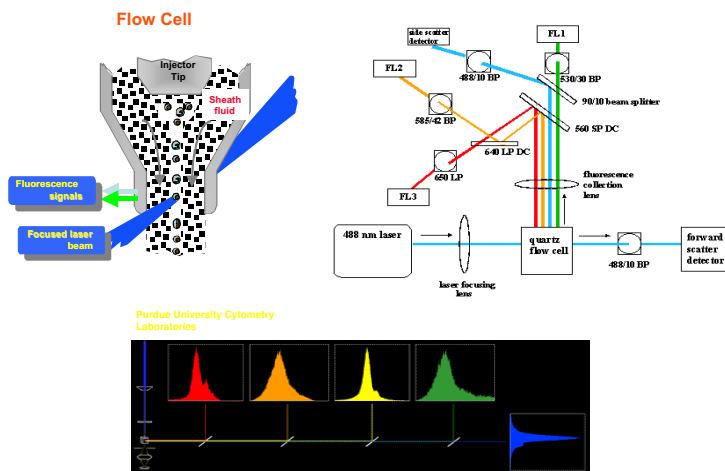 Flow Cell
Injector
Tip
Sheath
fluid
Fluorescence
signals
Focused laser
beam
side scatter
detector
FL1
FL2
488/10 BP
530/30 BP
90/10 beam splitter
585/42 BP
560 SP DC
640 LP DC
650 LP
fluorescence
collection
lens
FL3
488 nm laser
laser focusing
lens
quartz
flow cell
488/10 BP
forward
scatter
detector
Purdue University Cytometry
Laboratories